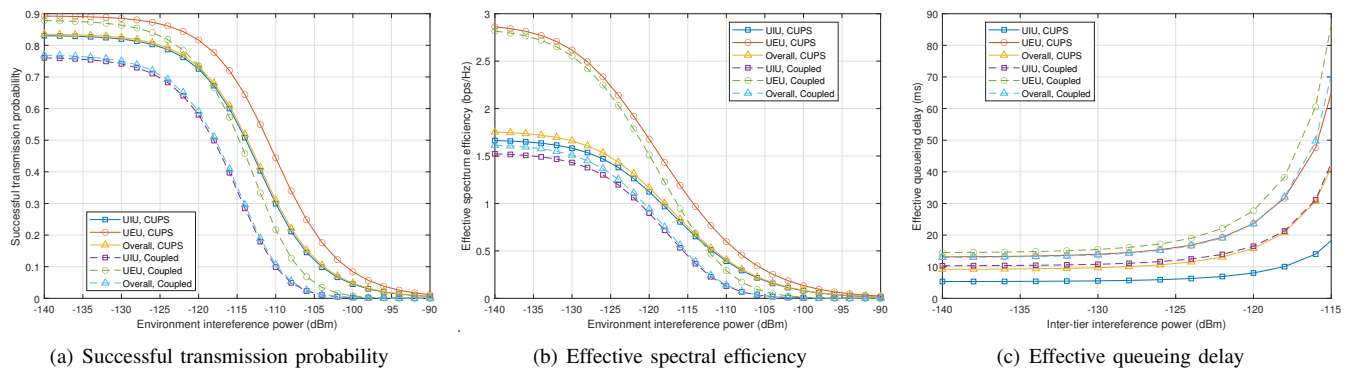 Successful transmission probability
0.9
0.8
0.7
0.6
0.5
0.4
0.3
0.2
0.1
0
UIU, CUPS
UEU, CUPS
Overall, CUPS
UIU, Coupled
UEU, Coupled
Overall, Coupled
-140 -135 -130 -125 -120 -115 -110 -105 -100 -95 -90
Environment intereference power (dBm)
(a) Successful transmission probability
Effective spectrum efficiency (bps/Hz)
3
2.5
2
1.5
1
0.5
0
UIU, CUPS
UEU, CUPS
Overall, CUPS
UIU, Coupled
UEU, Coupled
Overall, Coupled
-140 -135 -130 -125 -120 -115 -110 -105 -100 -95 -90
Environment intereference power (dBm)
(b) Effective spectral efficiency
Effective queueing delay (ms)
90
80
70
60
50
40
30
20
10
0
UIU, CUPS
UEU, CUPS
Overall, CUPS
UIU, Coupled
UEU, Coupled
Overall, Coupled
-140 -135 -130 -125 -120 -115
Inter-tier intereference power (dBm)
(c) Effective queueing delay